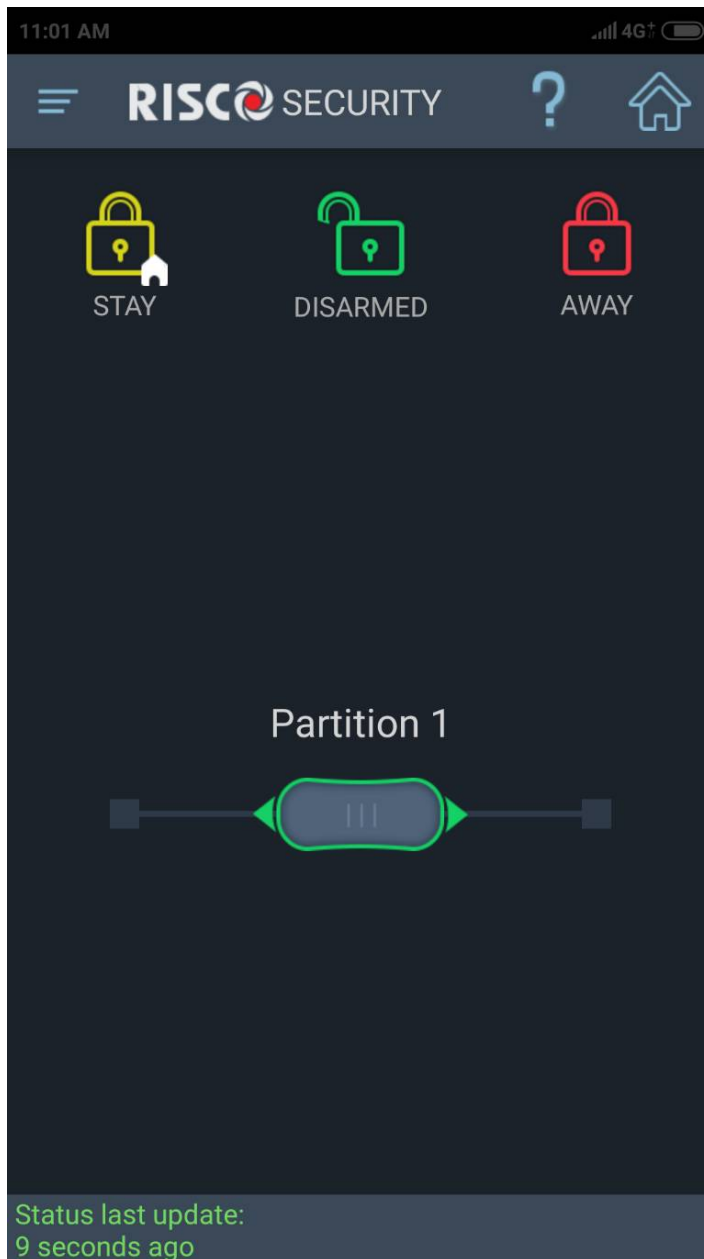 11:01 AM 4G+
RISCO SECURITY ?
STAY DISARMED AWAY
Partition 1
Status last update:
9 seconds ago